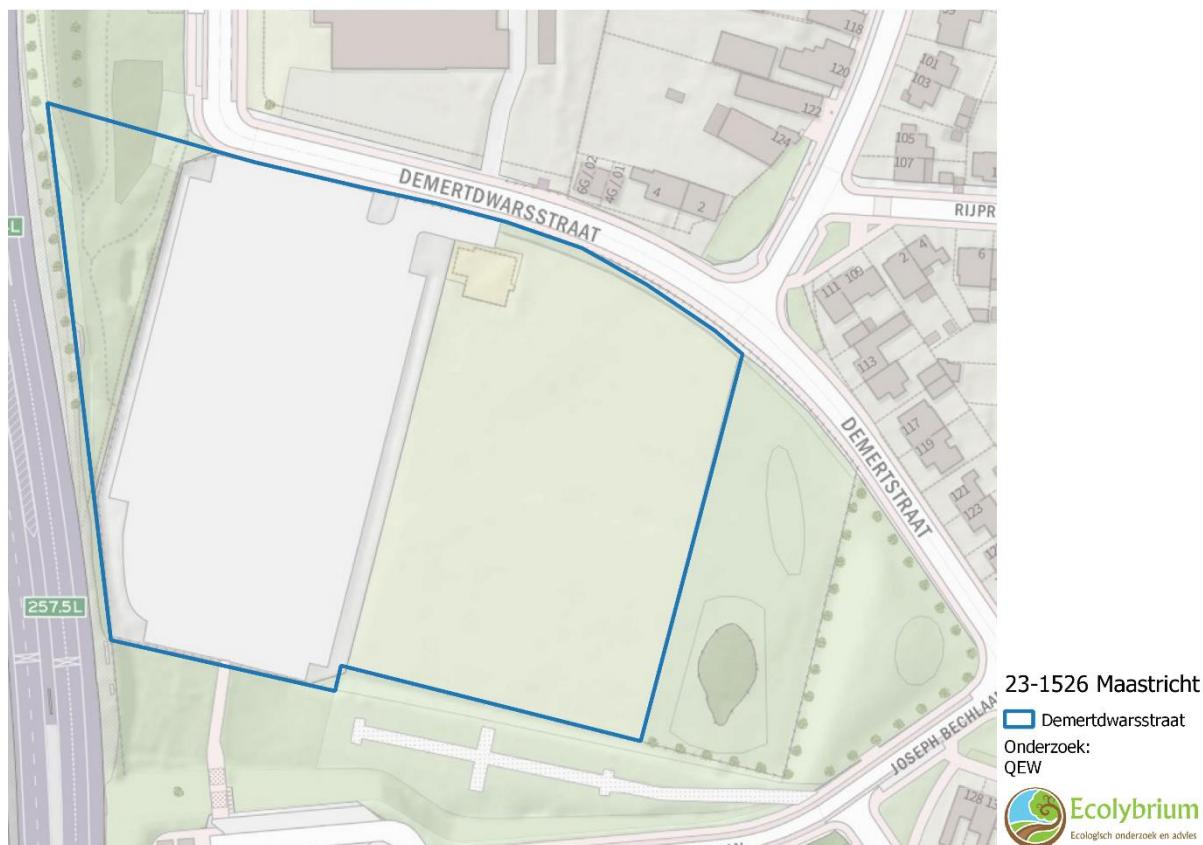 118
120
122
124
101
103
105
107
6G/.02
4G/.01
4
2
DEMERTDWARSSTRAAT
RIJPR
111
109
2
4
6
113
117
119
121
123
DEMERTSTRAAT
257,5L
JOSEPH BECHLAA
128
23-1526 Maastricht
Demertdwarsstraat
Onderzoek:
QEW
Ecolybrium
Ecologisch onderzoek en advies